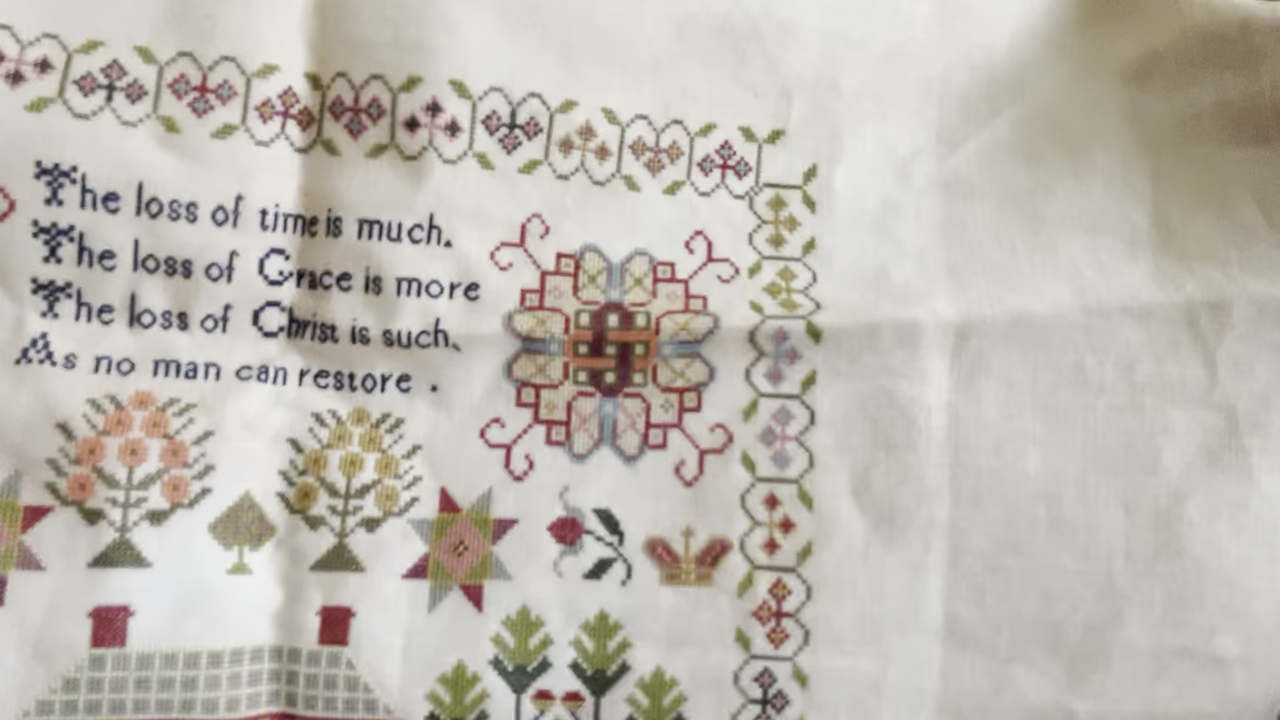 The loss of time is much.
The loss of Grace is more
The loss of Christ is such.
As no man can restore .